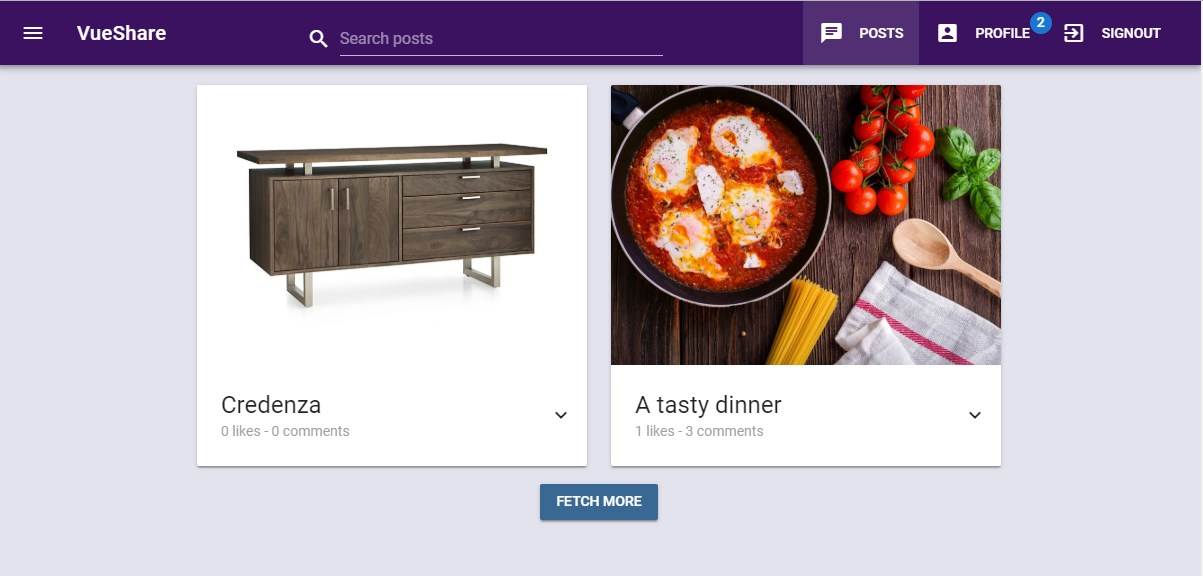 VueShare
Search posts
POSTS
PROFILE
2
SIGNOUT
Credenza
0 likes - 0 comments
A tasty dinner
1 likes - 3 comments
FETCH MORE